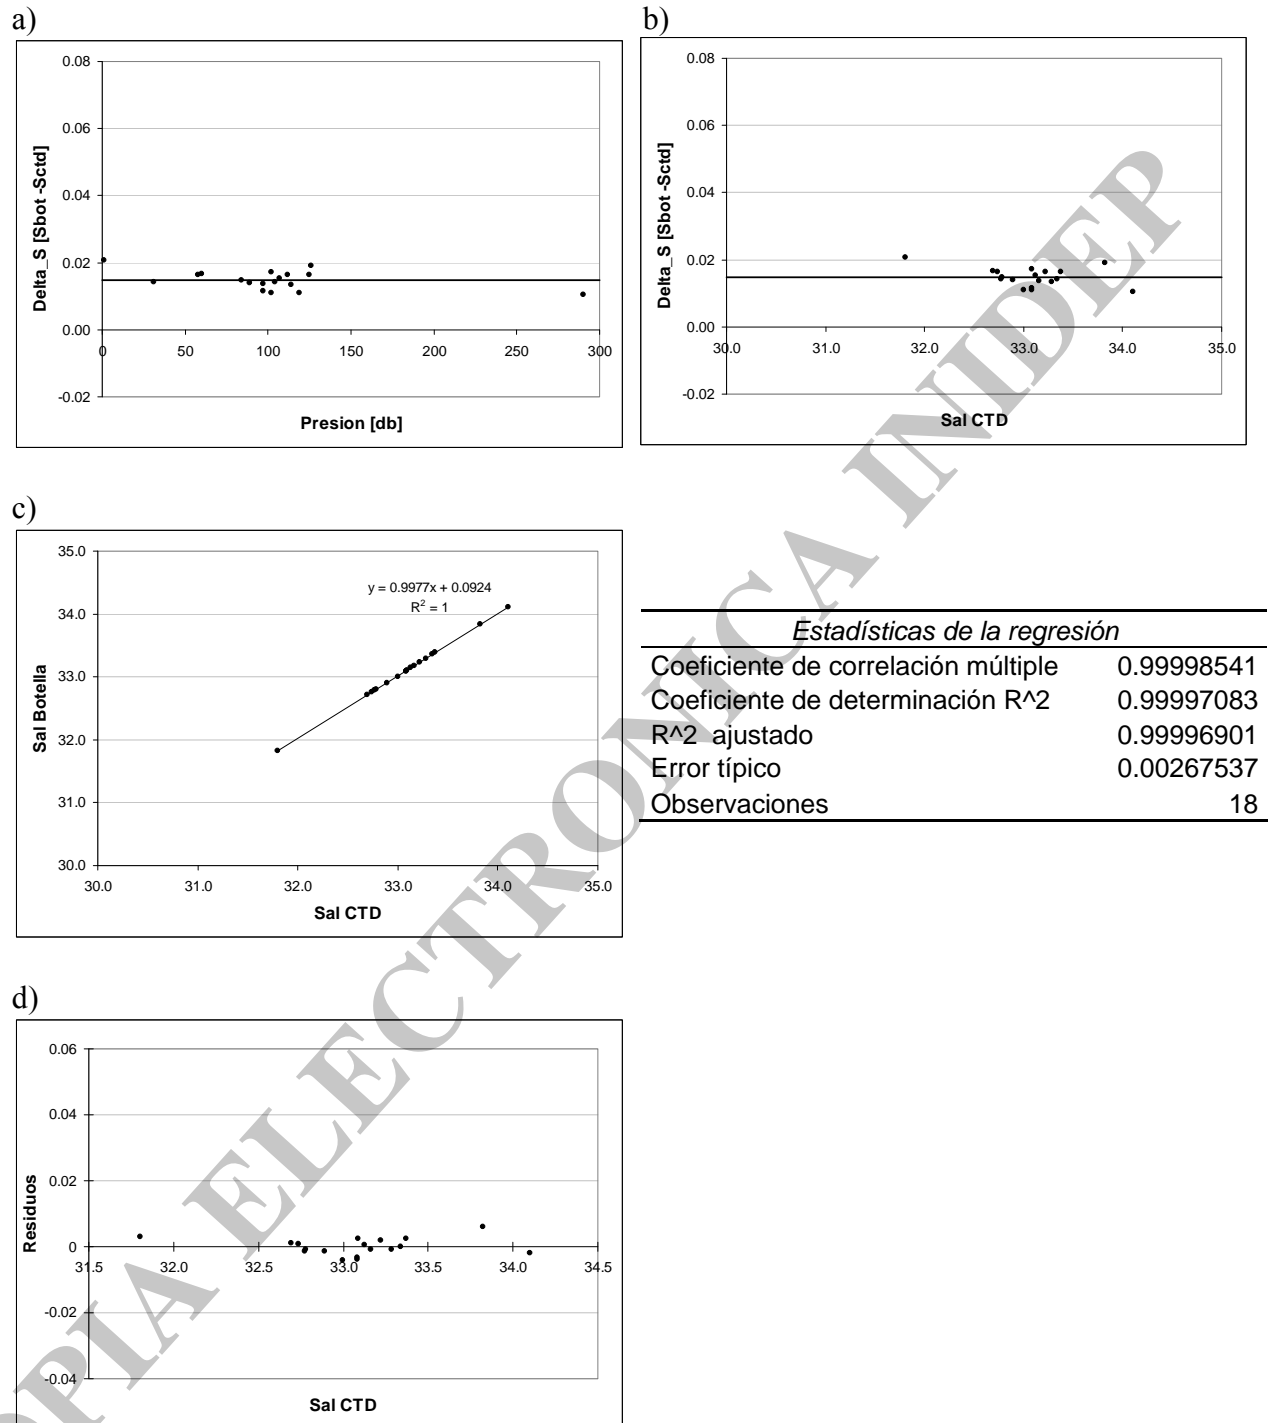 a)
0.08
0.06
0.04
0.02
0.00
-0.02
0 50 100 150 200 250 300
Delta_S [Sbot -Sctd]
Presion [db]
b)
0.08
0.06
0.04
0.02
0.00
-0.02
30.0 31.0 32.0 33.0 34.0 35.0
Delta_S [Sbot -Sctd]
Sal CTD
c)
35.0
34.0
33.0
32.0
31.0
30.0
30.0 31.0 32.0 33.0 34.0 35.0
y = 0.9977x + 0.0924
R² = 1
Sal Botella
Sal CTD
Estadísticas de la regresión
Coeficiente de correlación múltiple 0.99998541
Coeficiente de determinación R^2 0.99997083
R^2 ajustado 0.99996901
Error típico 0.00267537
Observaciones 18
d)
0.06
0.04
0.02
0
-0.02
-0.04
31.5 32.0 32.5 33.0 33.5 34.0 34.5
Residuos
Sal CTD
OPIA ELECTRONICA INIDEP